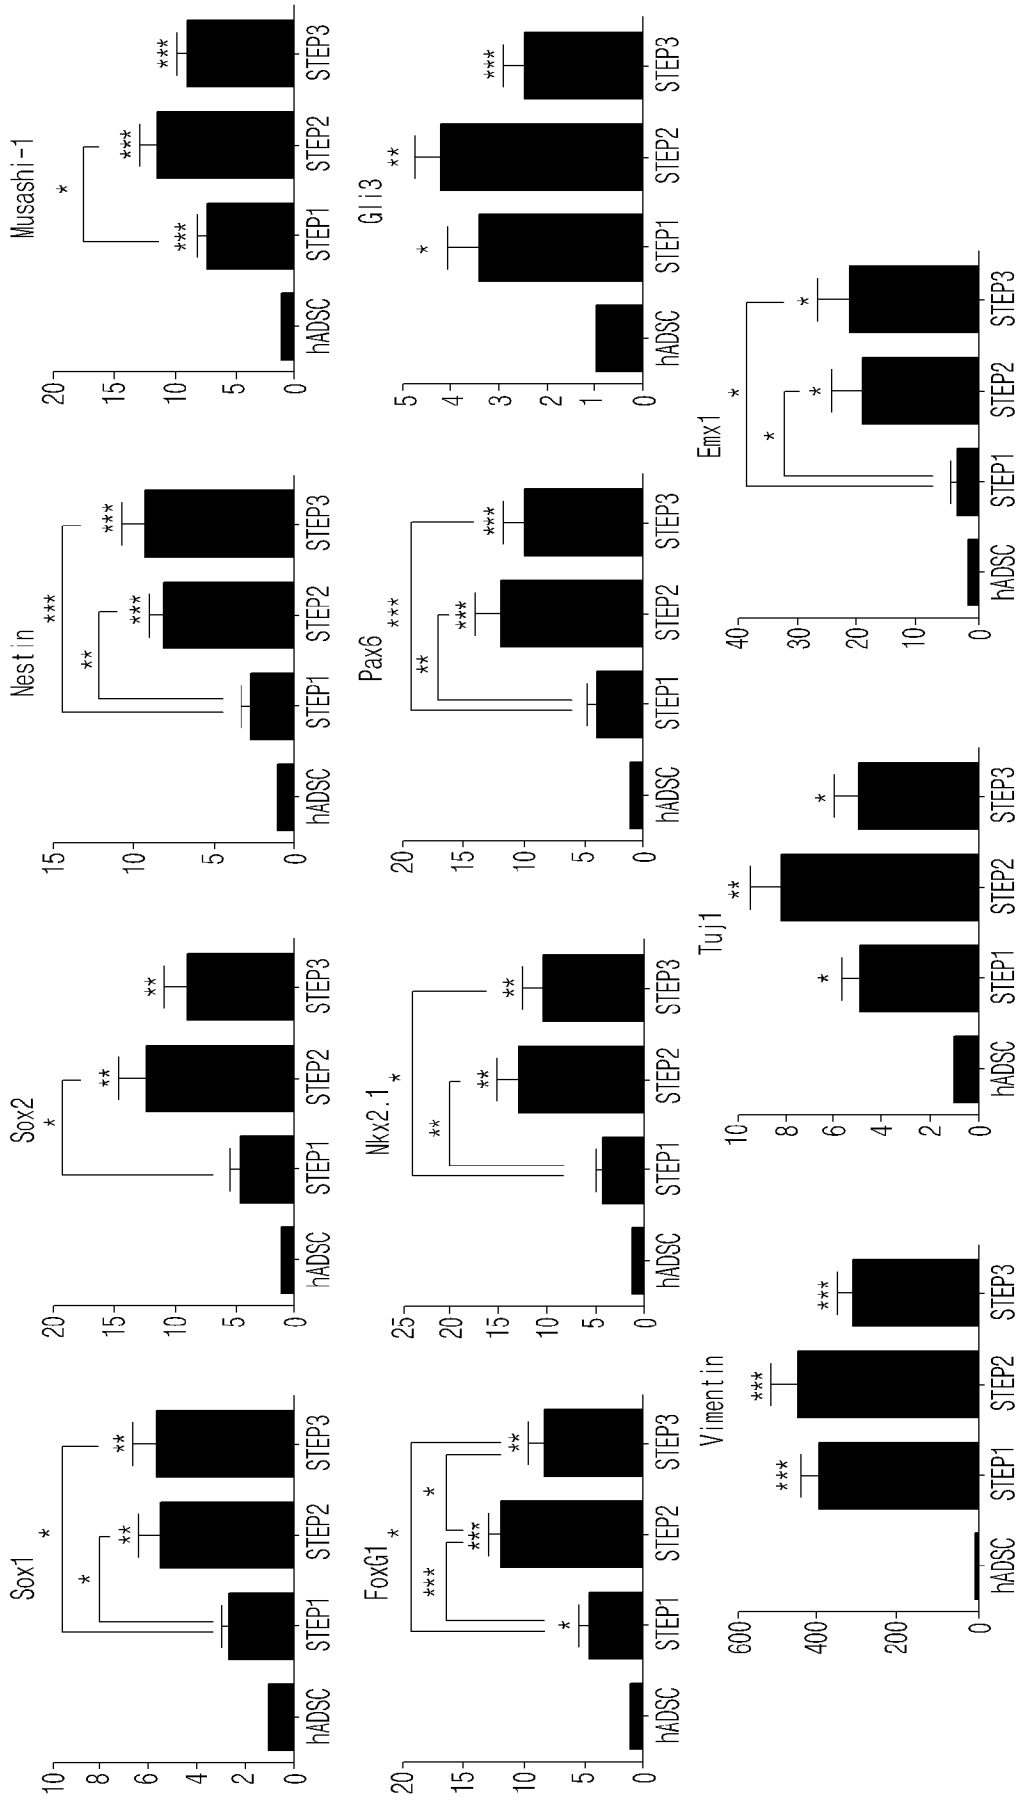 Sox1
10
8
6
4
2
0
*
*
**
**
hADSC
STEP1
STEP2
STEP3
Sox2
20
15
10
5
0
*
**
**
hADSC
STEP1
STEP2
STEP3
Nestin
15
10
5
0
***
**
***
***
hADSC
STEP1
STEP2
STEP3
Musashi-1
20
15
10
5
0
*
***
***
***
hADSC
STEP1
STEP2
STEP3
FoxG1
20
15
10
5
0
*
***
*
*
***
**
hADSC
STEP1
STEP2
STEP3
Nkx2.1
25
20
15
10
5
0
*
**
**
**
hADSC
STEP1
STEP2
STEP3
Pax6
20
15
10
5
0
***
**
***
***
hADSC
STEP1
STEP2
STEP3
Gli3
5
4
3
2
1
0
*
**
***
hADSC
STEP1
STEP2
STEP3
Vimentin
600
400
200
0
***
***
***
hADSC
STEP1
STEP2
STEP3
Tuj1
10
8
6
4
2
0
*
**
*
hADSC
STEP1
STEP2
STEP3
Emx1
40
30
20
10
0
*
*
*
*
hADSC
STEP1
STEP2
STEP3